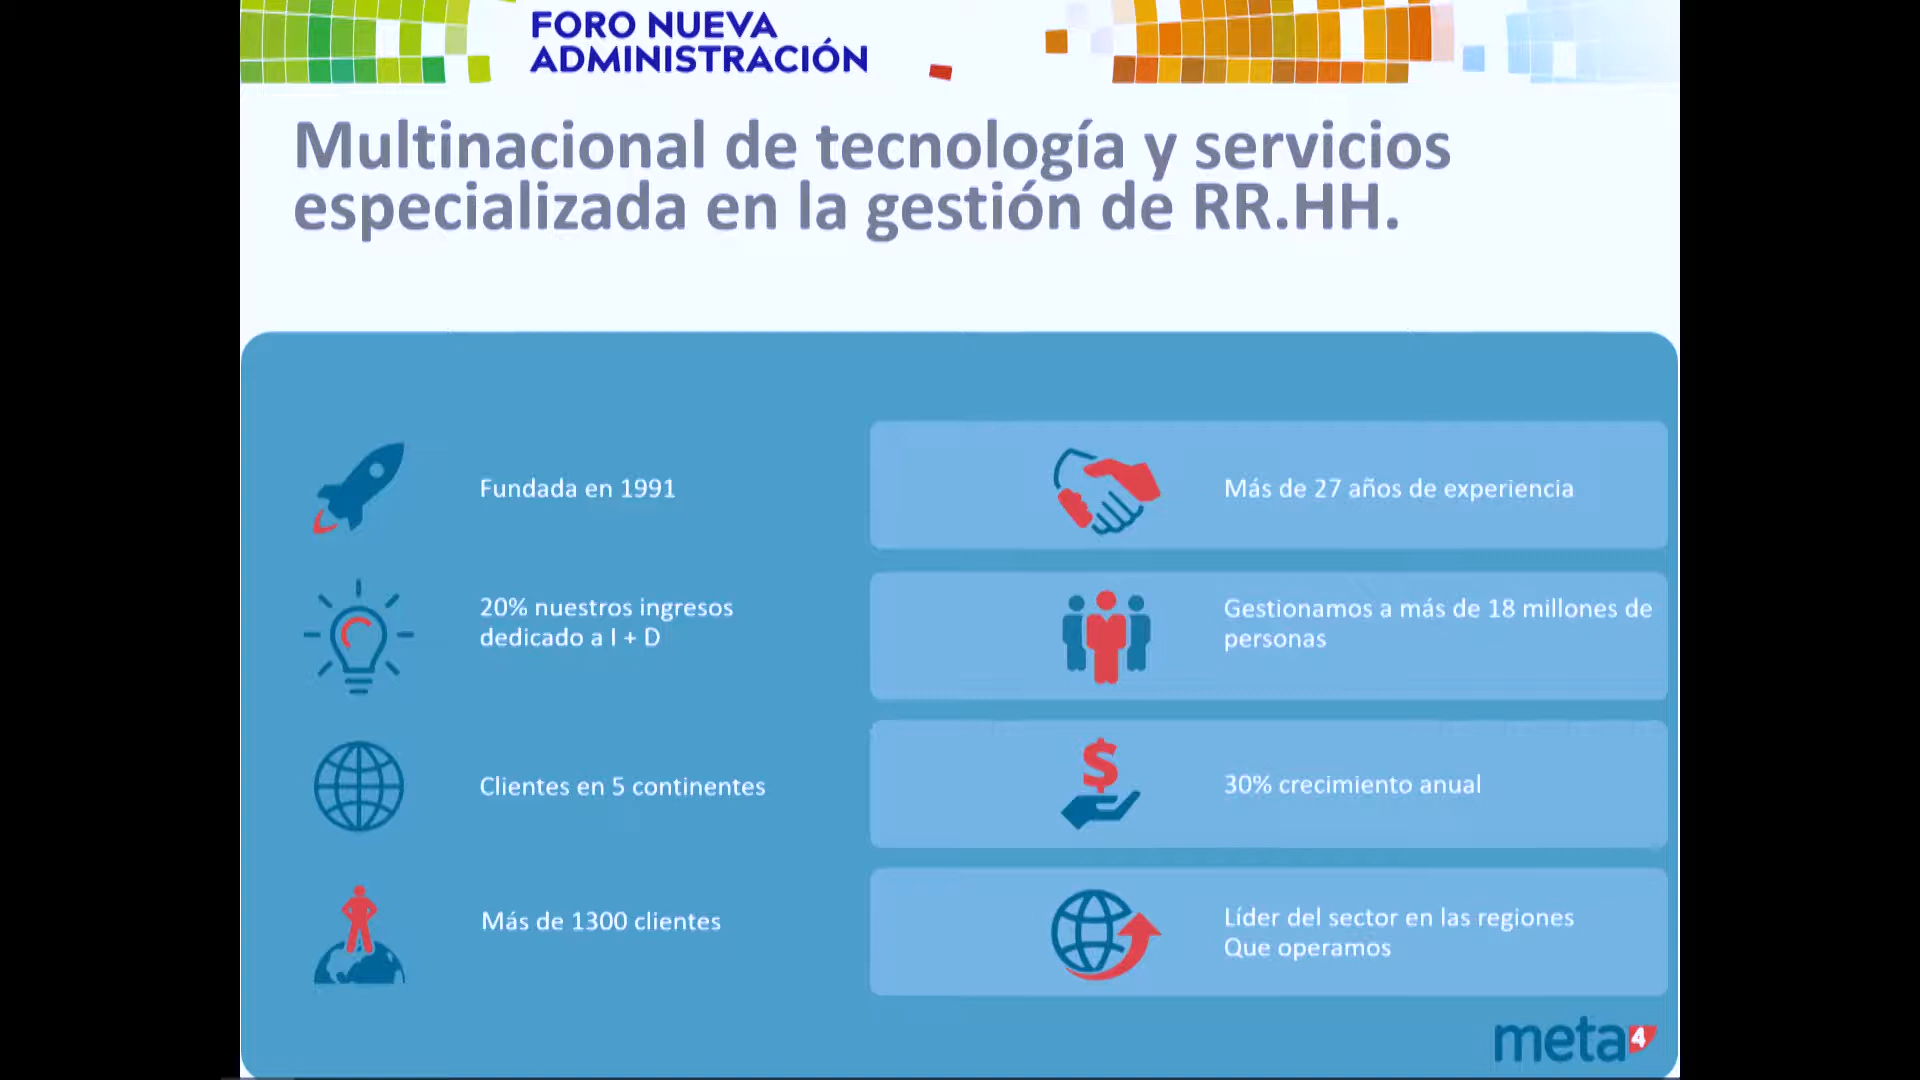 FORO NUEVA
ADMINISTRACIÓN
Multinacional de tecnología y servicios
especializada en la gestión de RR.HH.
Fundada en 1991
Más de 27 años de experiencia
20% nuestros ingresos
dedicado a I + D
Gestionamos a más de 18 millones de
personas
Clientes en 5 continentes
$
30% crecimiento anual
Más de 1300 clientes
Líder del sector en las regiones
Que operamos
meta4